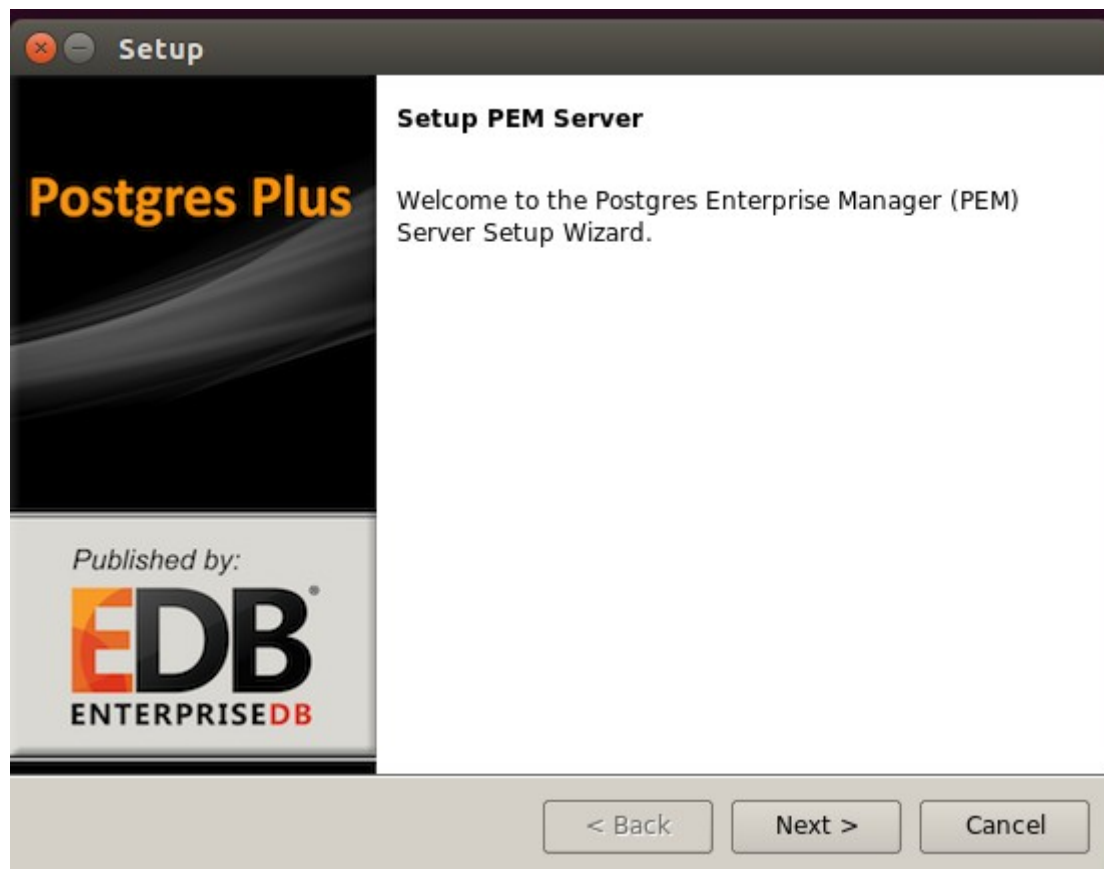 Setup
Postgres Plus
Setup PEM Server
Welcome to the Postgres Enterprise Manager (PEM)
Server Setup Wizard.
Published by:
EDB®
ENTERPRISEDB
< Back
Next >
Cancel